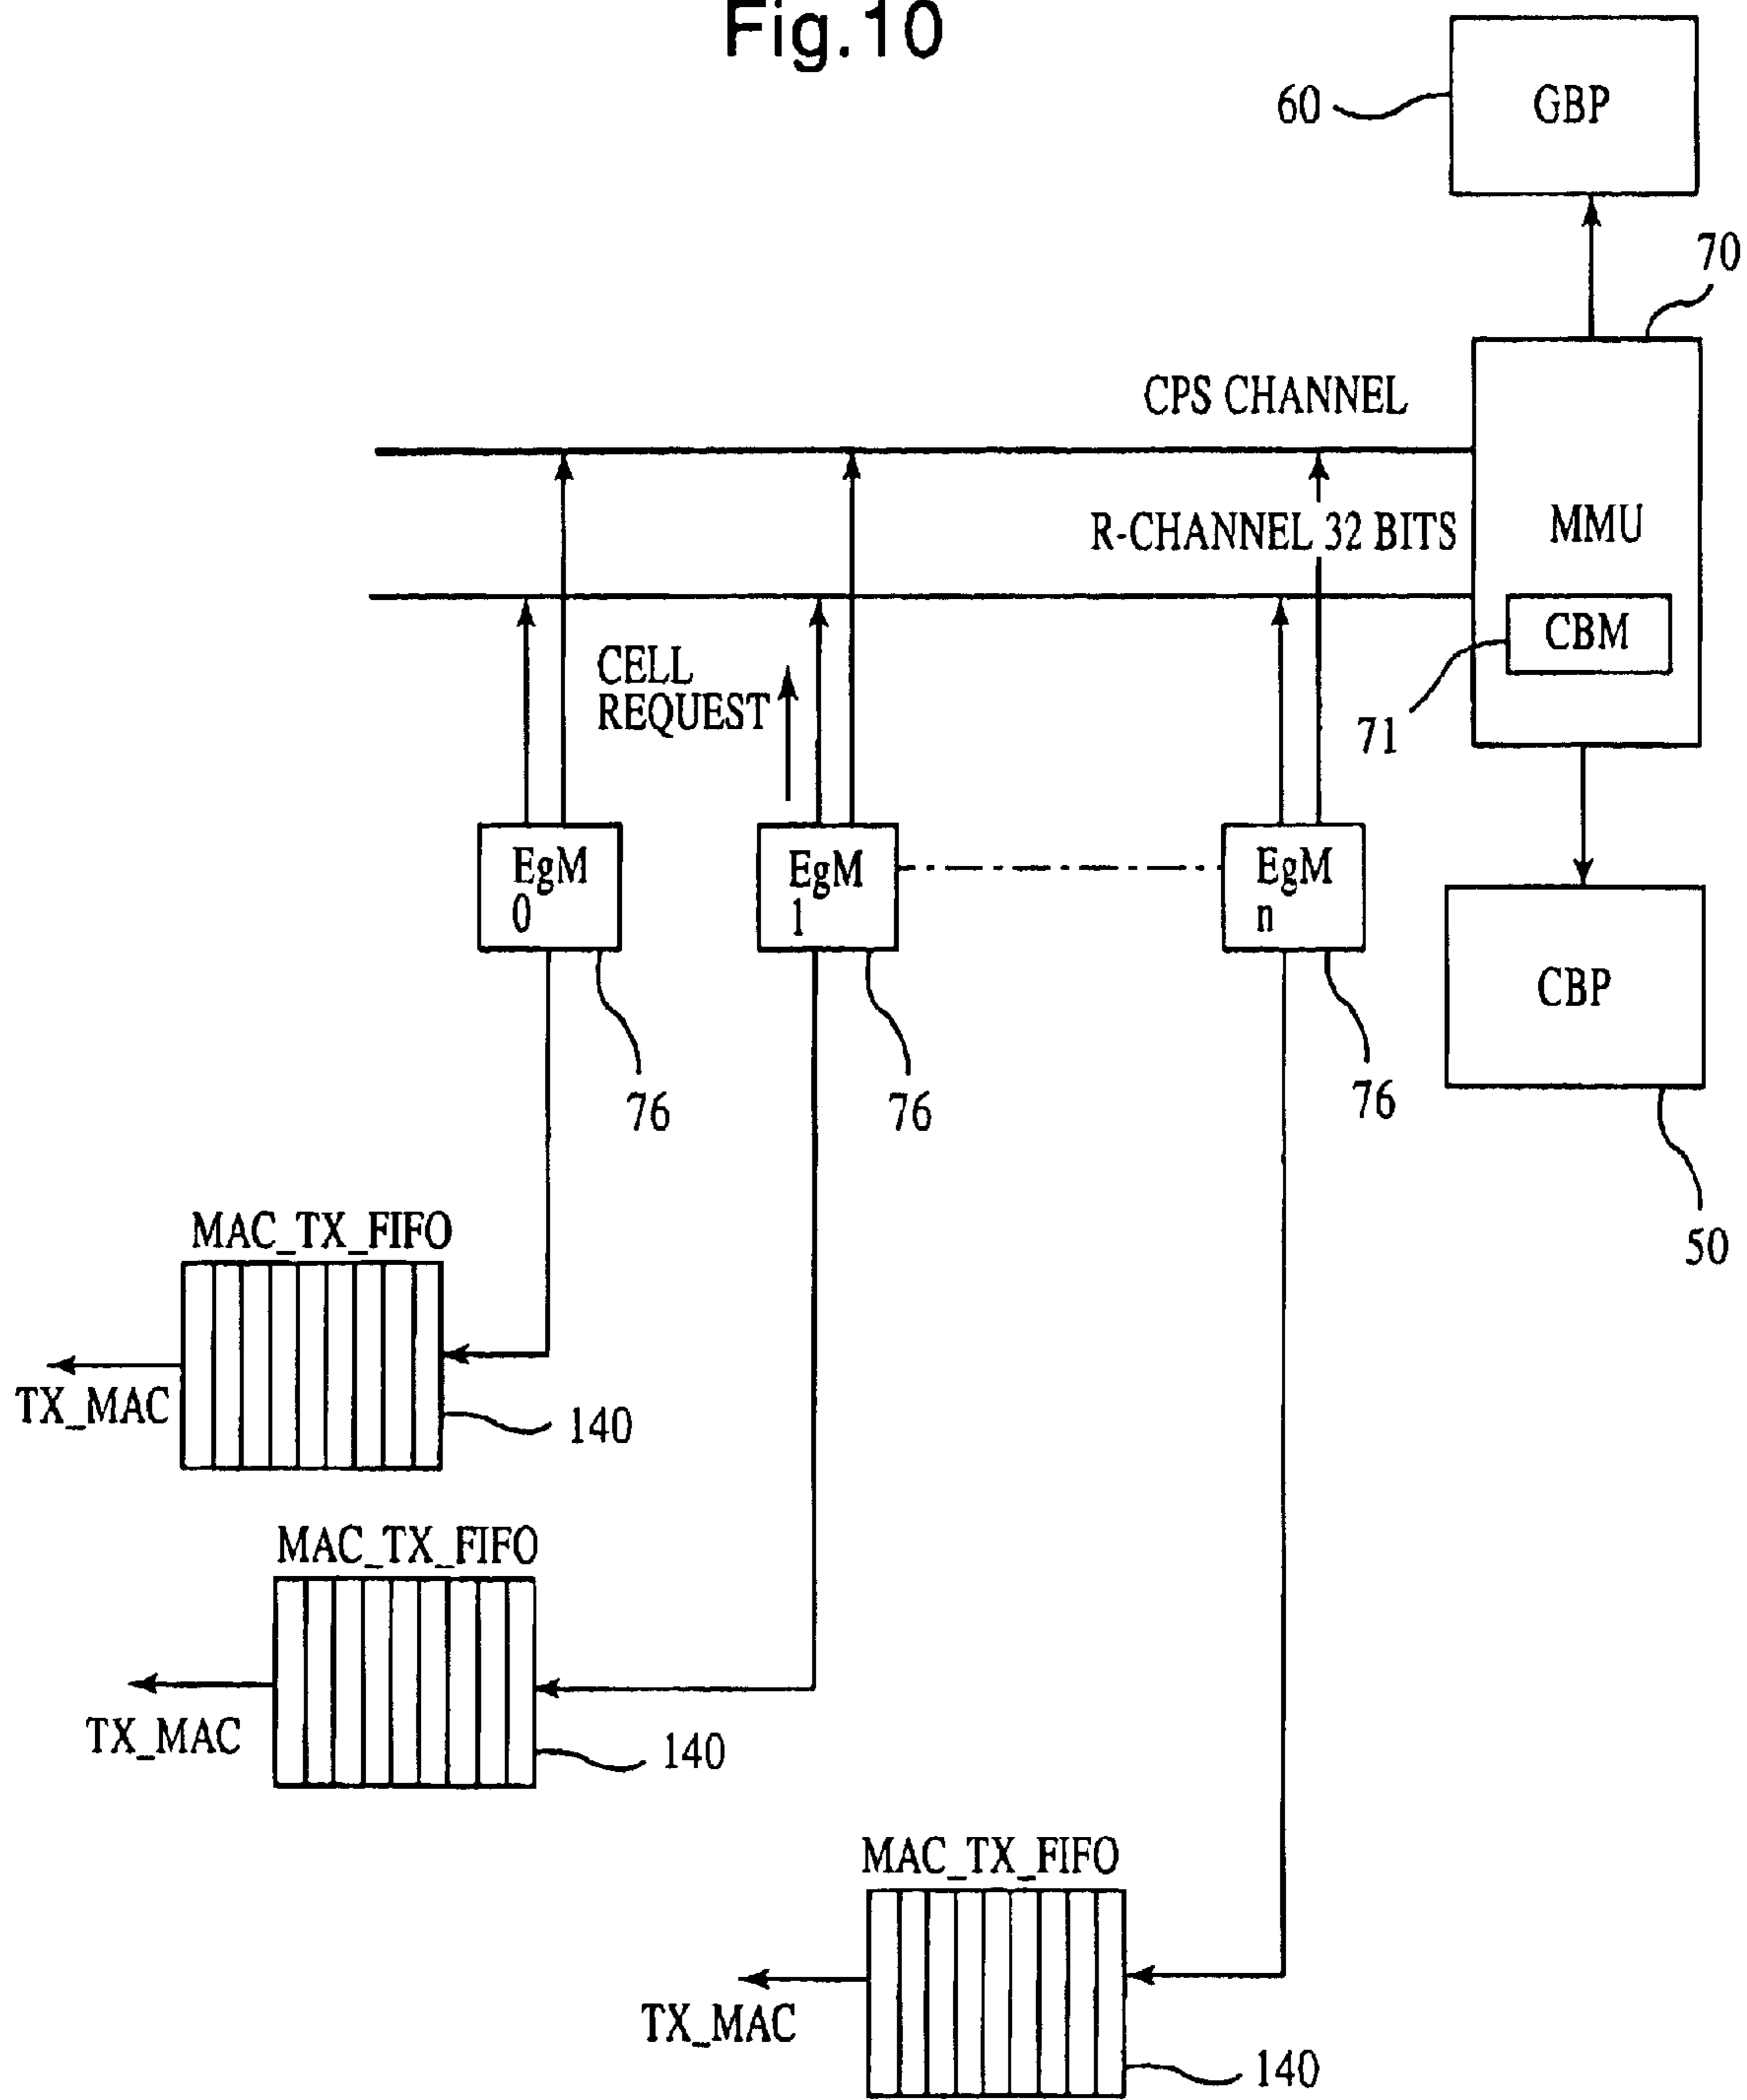 Fig.10
60
GBP
70
CPS CHANNEL
R-CHANNEL 32 BITS
MMU
CBM
71
CELL
REQUEST
EgM
0
EgM
1
EgM
n
CBP
76
76
76
50
MAC_TX_FIFO
TX_MAC
140
MAC_TX_FIFO
TX_MAC
140
MAC_TX_FIFO
TX_MAC
140